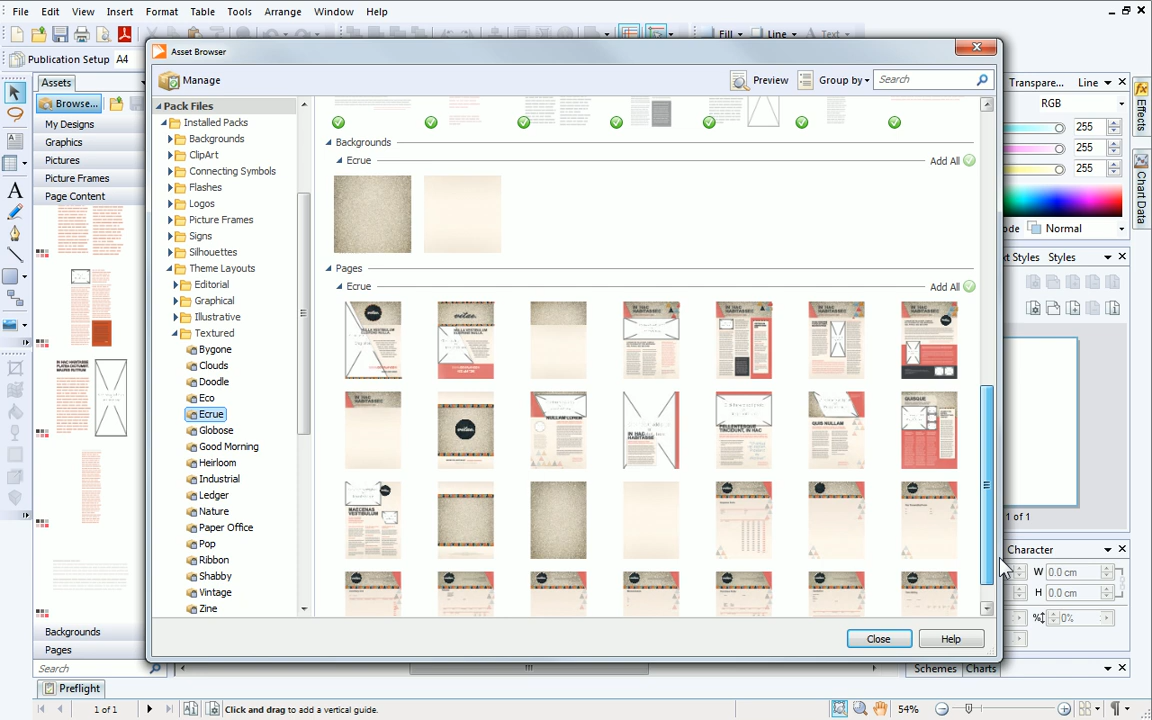 File Edit View Insert Format Table Tools Arrange Window Help
Publication Setup A4
Fill Line Text
Asset Browser
Manage
Preview Group by Search
Assets
Browse...
My Designs
Graphics
Pictures
Picture Frames
Page Content
Backgrounds
Pages
Search
Preflight
Pack Files
Installed Packs
Backgrounds
ClipArt
Connecting Symbols
Flashes
Logos
Picture Frames
Signs
Silhouettes
Theme Layouts
Editorial
Graphical
Illustrative
Textured
Bygone
Clouds
Doodle
Eco
Ecrue
Globose
Good Morning
Heirloom
Industrial
Ledger
Nature
Paper Office
Pop
Ribbon
Shabby
Vintage
Zine
Backgrounds
Ecrue Add All
Pages
Ecrue Add All
Close Help
Transpare... Line
RGB
255
255
255
ode Normal
xt Styles Styles
1 of 1
Character
W 0.0 cm
H 0.0 cm
0%
Schemes Charts
Effects
Chart Data
1 of 1 Click and drag to add a vertical guide. 54%